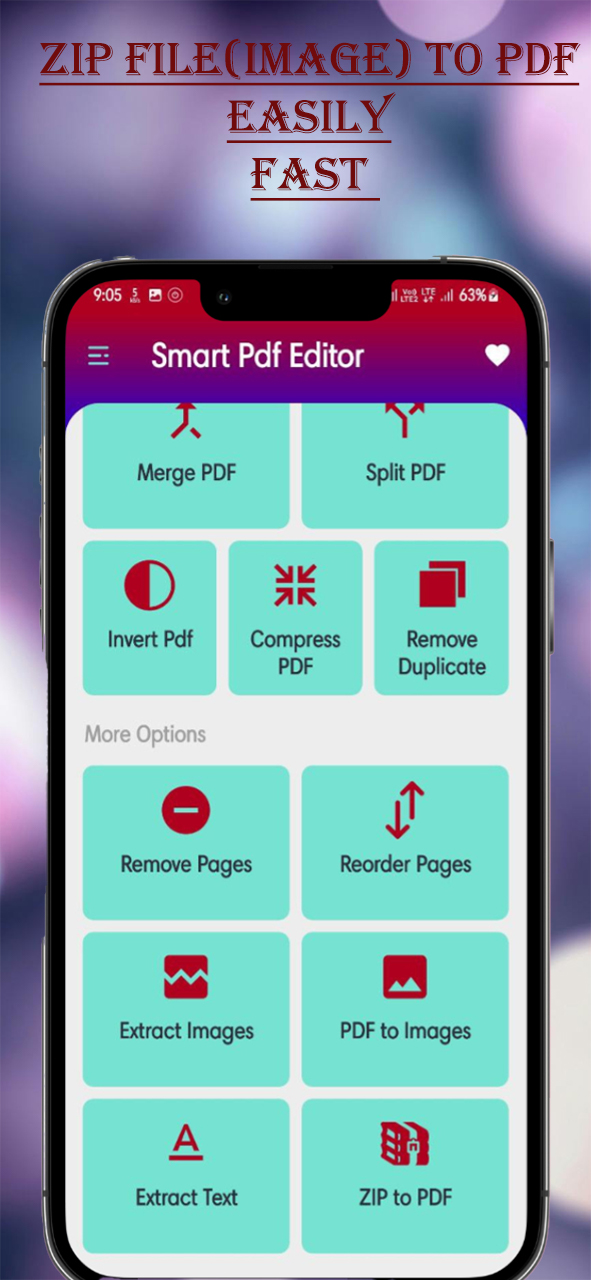 ZIP FILE(IMAGE) TO PDF
EASILY
FAST
9:05 5 KB/s Vo9 LTE2 LTE 63%
Smart Pdf Editor
Merge PDF Split PDF
Invert Pdf Compress PDF Remove Duplicate
More Options
Remove Pages Reorder Pages
Extract Images PDF to Images
Extract Text ZIP to PDF